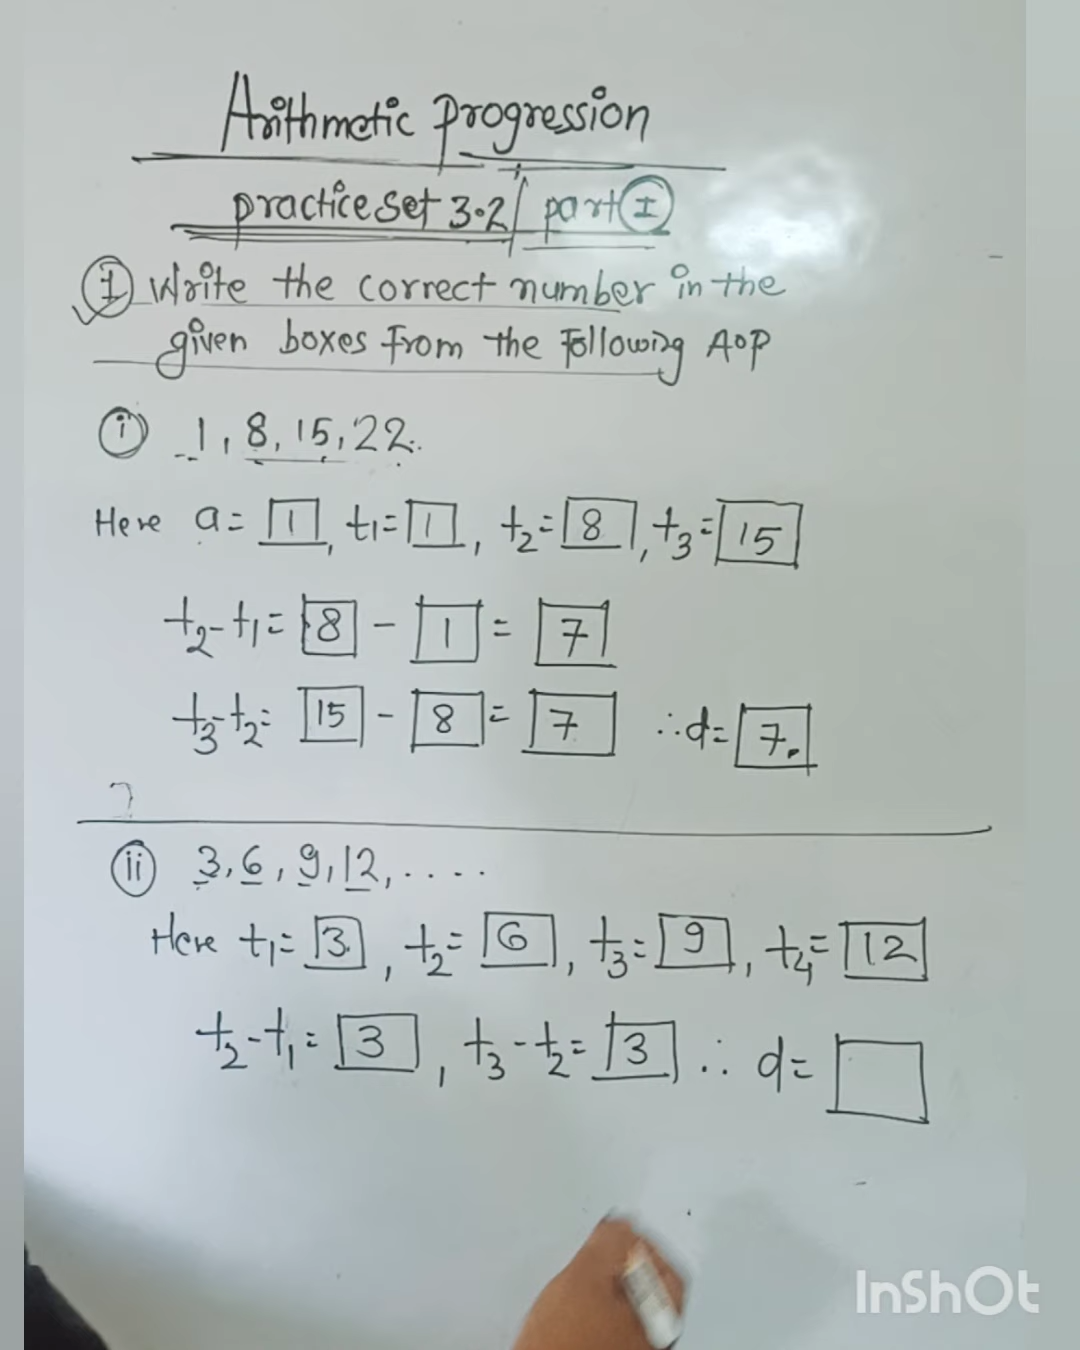 Arithmetic progression
practice set 3.2 / part I
1 Write the correct number in the
given boxes from the following A.P
i 1, 8, 15, 22..
Here a= 1, t1= 1, t2= 8, t3= 15
t2-t1= 8 - 1 = 7
t3-t2= 15 - 8 = 7 ∴d= 7.
ii 3, 6, 9, 12, ....
Here t1= 3, t2= 6, t3= 9, t4= 12
t2-t1= 3, t3-t2= 3 ∴ d=
InShOt